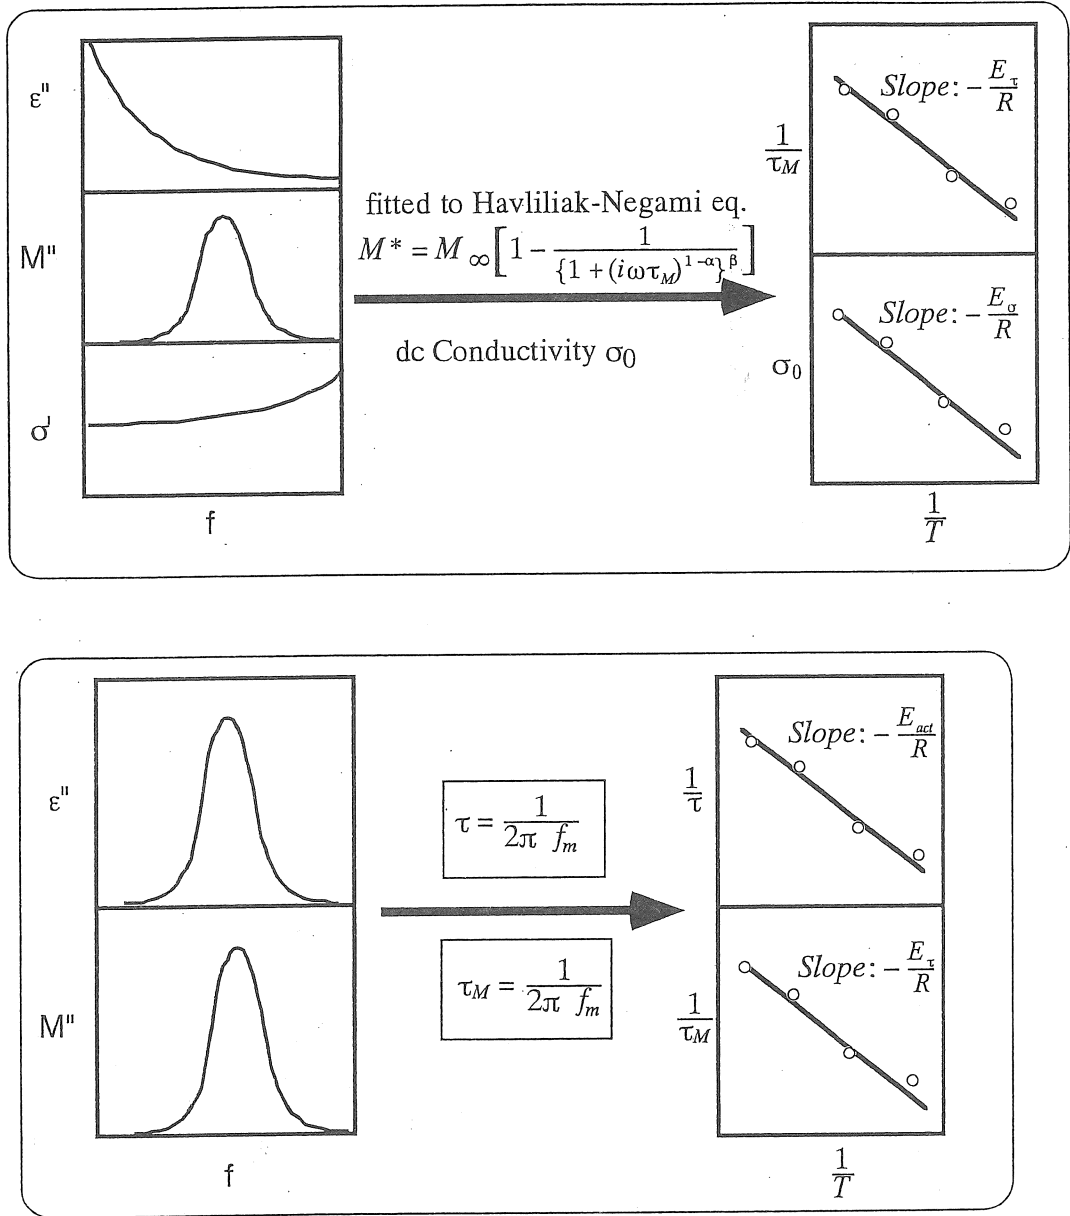 ε"
M"
σ'
f
fitted to Havliliak-Negami eq.
M* = M∞[1 - 1/{1+(iωτM)^1-α}^β]
dc Conductivity σ0
1/τM
Slope: - Eτ/R
σ0
Slope: - Eσ/R
1/T
ε"
M"
f
τ = 1/2π fm
τM = 1/2π fm
1/τ
Slope: - Eact/R
1/τM
Slope: - Eτ/R
1/T